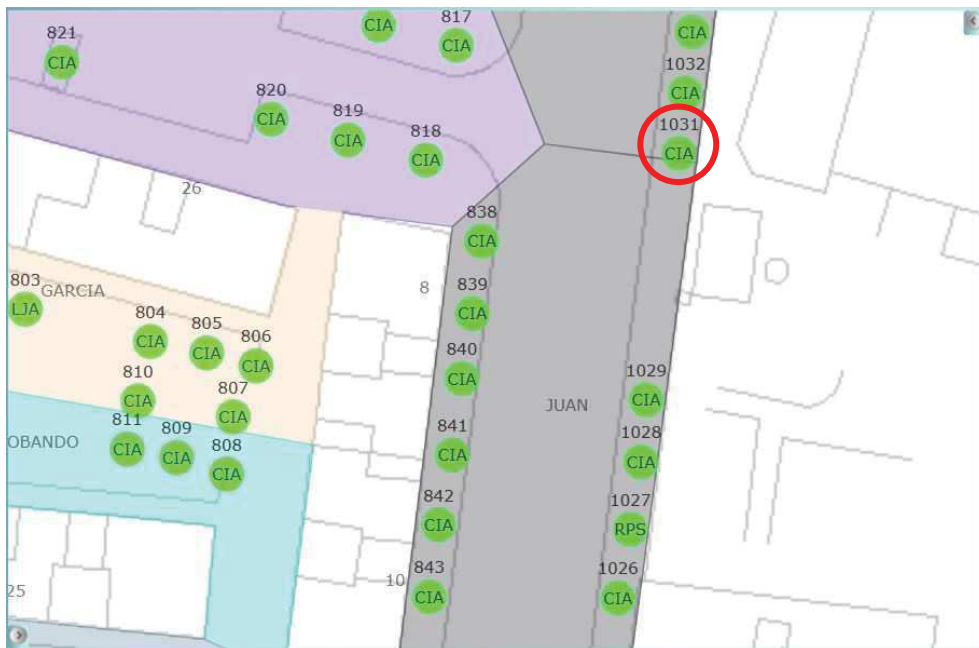 817
CIA
CIA
CIA
821
CIA
1032
CIA
820
CIA
819
CIA
818
CIA
1031
CIA
26
838
CIA
803
LJA
GARCIA
8
839
CIA
804
CIA
805
CIA
806
CIA
840
CIA
810
CIA
807
CIA
1029
CIA
JUAN
OBANDO
811
CIA
809
CIA
808
CIA
841
CIA
1028
CIA
842
CIA
1027
RPS
843
CIA
10
1026
CIA
25